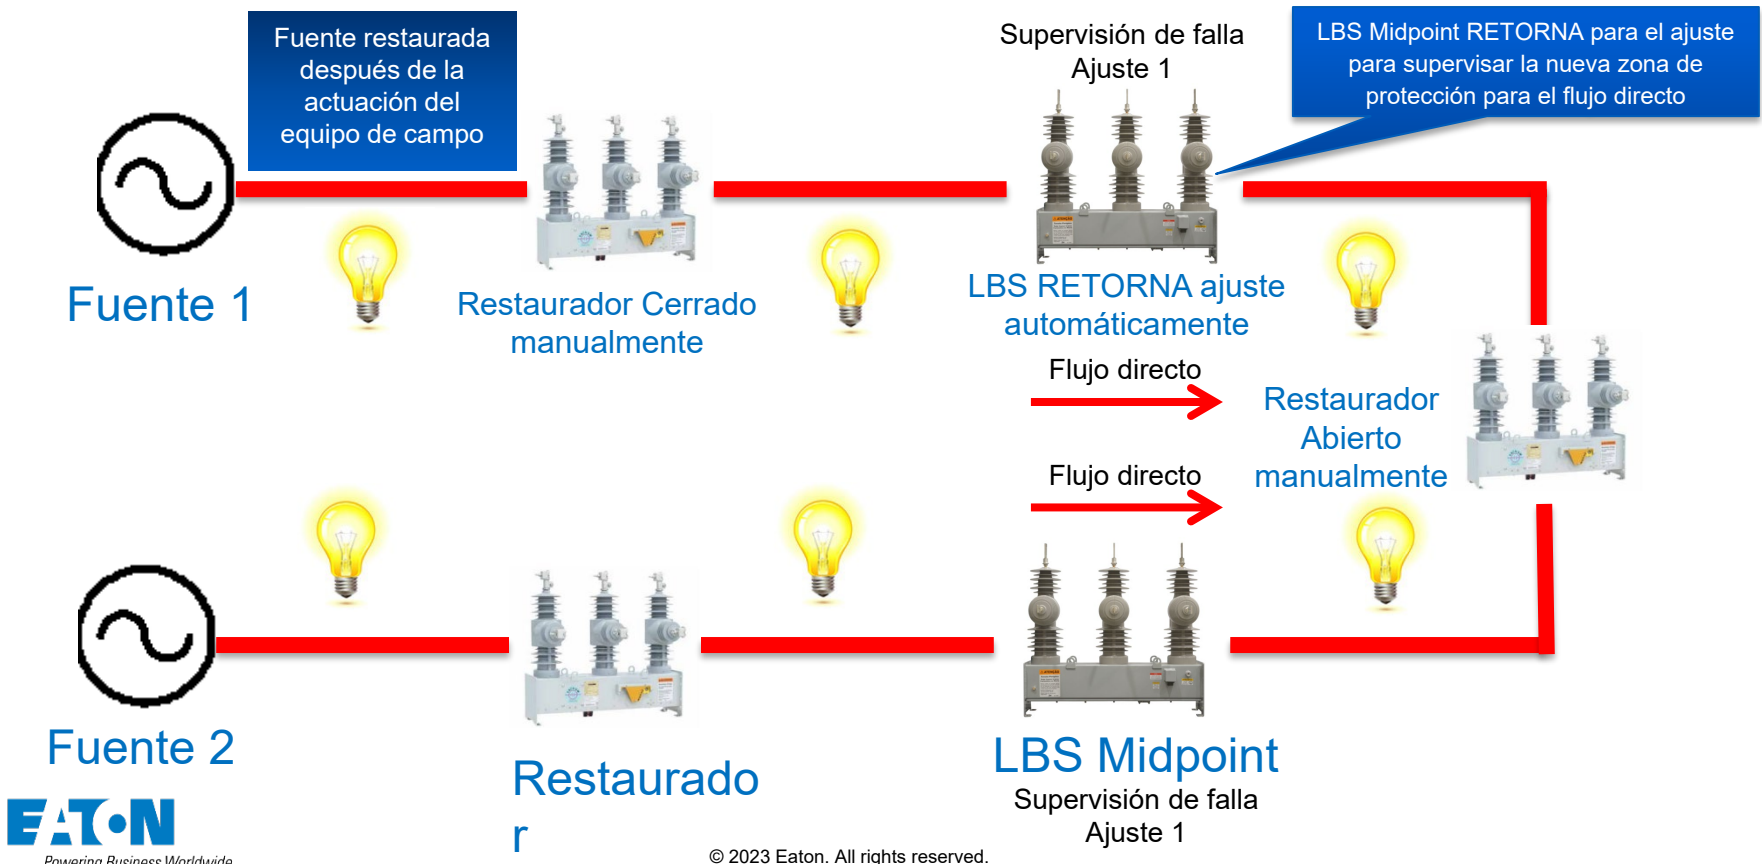 Fuente restaurada
después de la
actuación del
equipo de campo
Supervisión de falla
Ajuste 1
LBS Midpoint RETORNA para el ajuste
para supervisar la nueva zona de
protección para el flujo directo
Fuente 1
Restaurador Cerrado
manualmente
LBS RETORNA ajuste
automáticamente
Flujo directo
Restaurador
Abierto
manualmente
Flujo directo
Fuente 2
Restaurado
r
LBS Midpoint
Supervisión de falla
Ajuste 1
EATON
Powering Business Worldwide
© 2023 Eaton. All rights reserved.